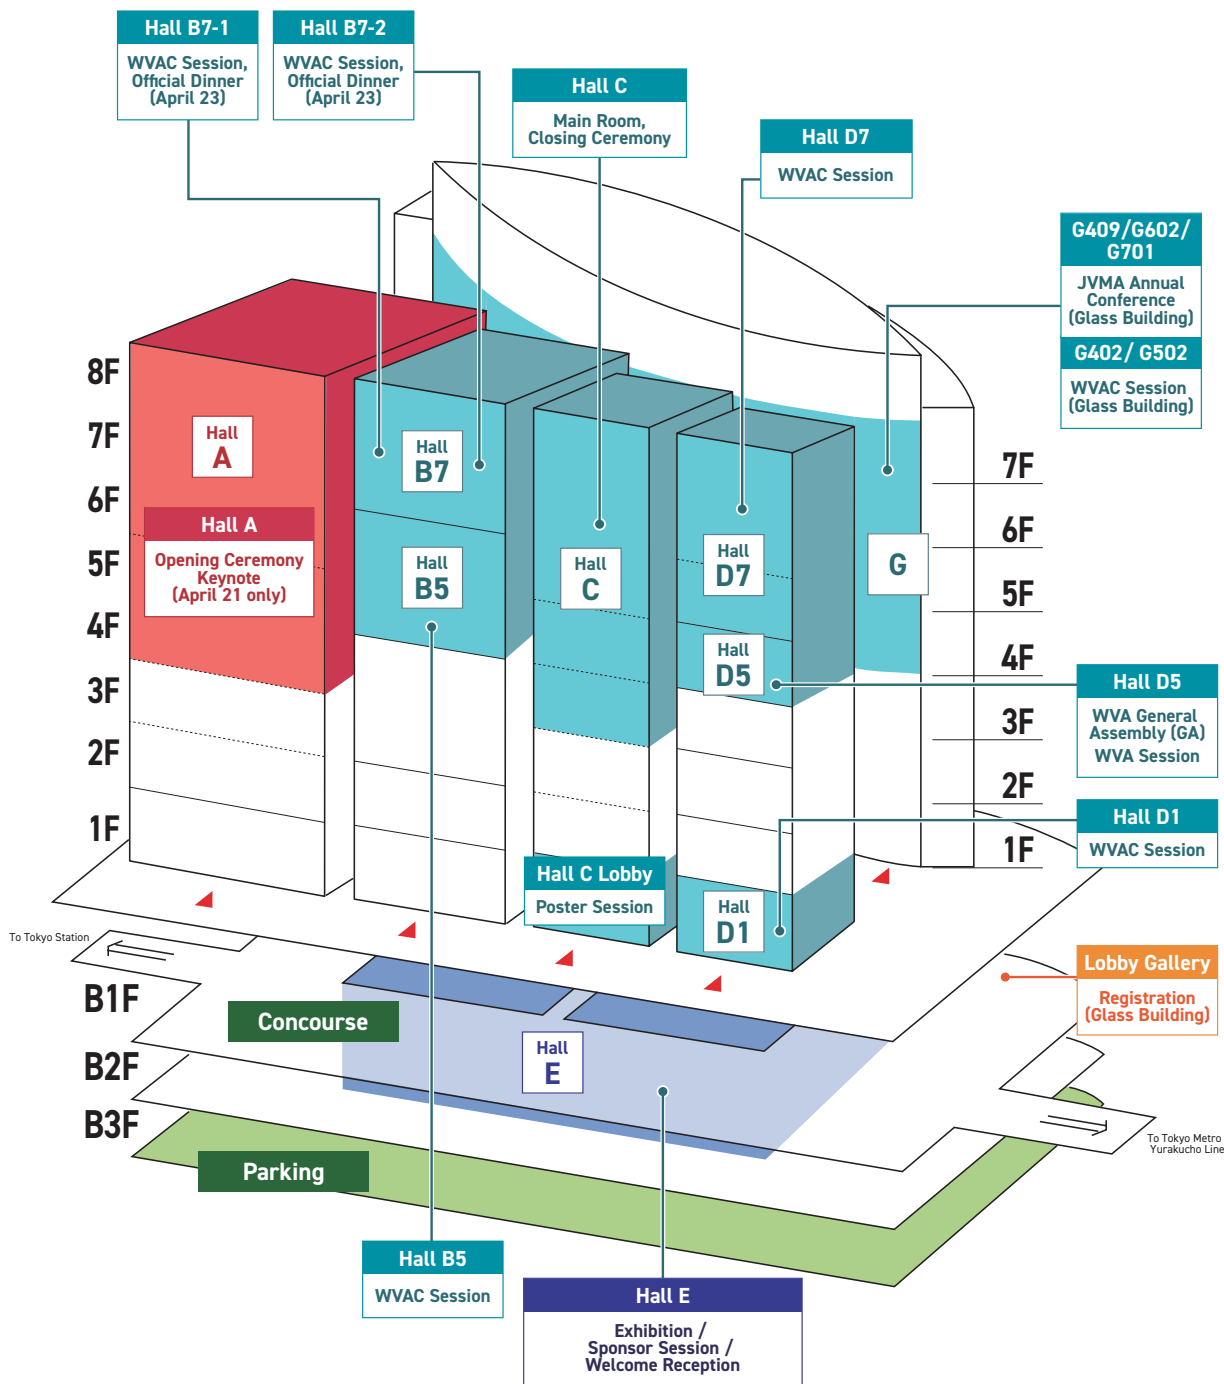 Hall B7-1
WVAC Session,
Official Dinner
(April 23)
Hall B7-2
WVAC Session,
Official Dinner
(April 23)
Hall C
Main Room,
Closing Ceremony
Hall D7
WVAC Session
G409/G602/
G701
JVMA Annual
Conference
(Glass Building)
G402/ G502
WVAC Session
(Glass Building)
8F
7F
6F
5F
4F
3F
2F
1F
Hall
A
Hall A
Opening Ceremony
Keynote
(April 21 only)
Hall
B7
Hall
B5
Hall
C
Hall
D7
Hall
D5
G
7F
6F
5F
4F
3F
2F
1F
Hall D5
WVA General
Assembly (GA)
WVA Session
Hall D1
WVAC Session
Hall C Lobby
Poster Session
Hall
D1
To Tokyo Station
Lobby Gallery
Registration
(Glass Building)
B1F
Concourse
Hall
E
B2F
B3F
Parking
To Tokyo Metro
Yurakucho Line
Hall B5
WVAC Session
Hall E
Exhibition /
Sponsor Session /
Welcome Reception